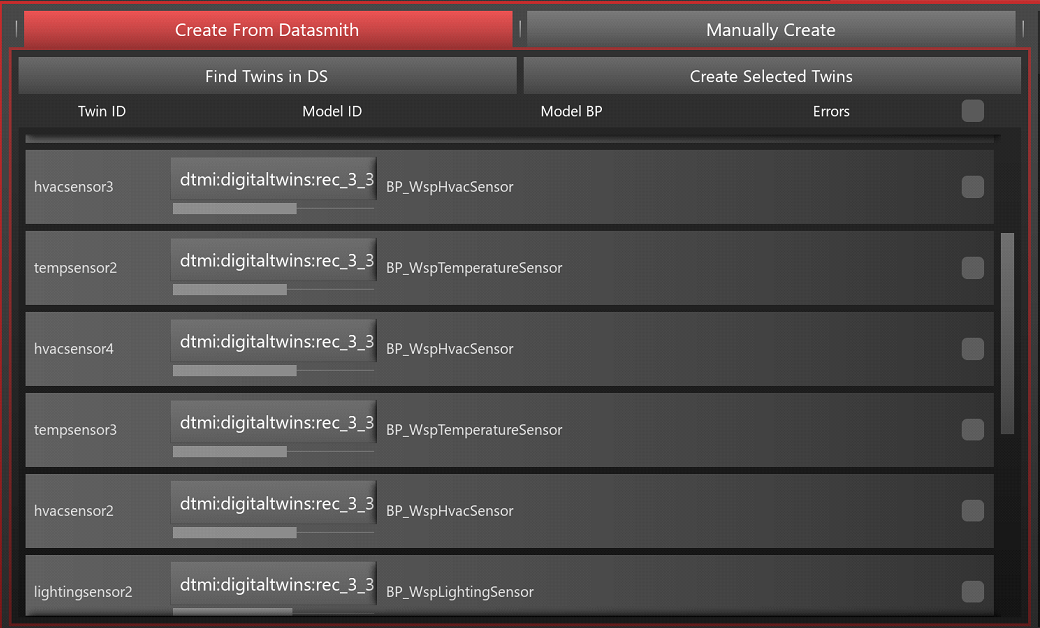 Create From Datasmith Manually Create
Find Twins in DS Create Selected Twins
Twin ID Model ID Model BP Errors
hvacsensor3 dtmi:digitaltwins:rec_3_3 BP_WspHvacSensor
tempsensor2 dtmi:digitaltwins:rec_3_3 BP_WspTemperatureSensor
hvacsensor4 dtmi:digitaltwins:rec_3_3 BP_WspHvacSensor
tempsensor3 dtmi:digitaltwins:rec_3_3 BP_WspTemperatureSensor
hvacsensor2 dtmi:digitaltwins:rec_3_3 BP_WspHvacSensor
lightingsensor2 dtmi:digitaltwins:rec_3_3 BP_WspLightingSensor